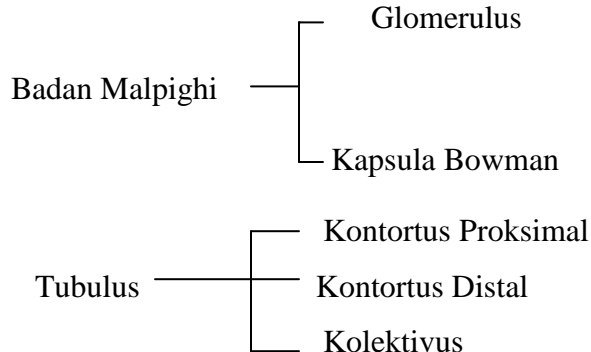 Glomerulus
Badan Malpighi
Kapsula Bowman
Kontortus Proksimal
Tubulus
Kontortus Distal
Kolektivus